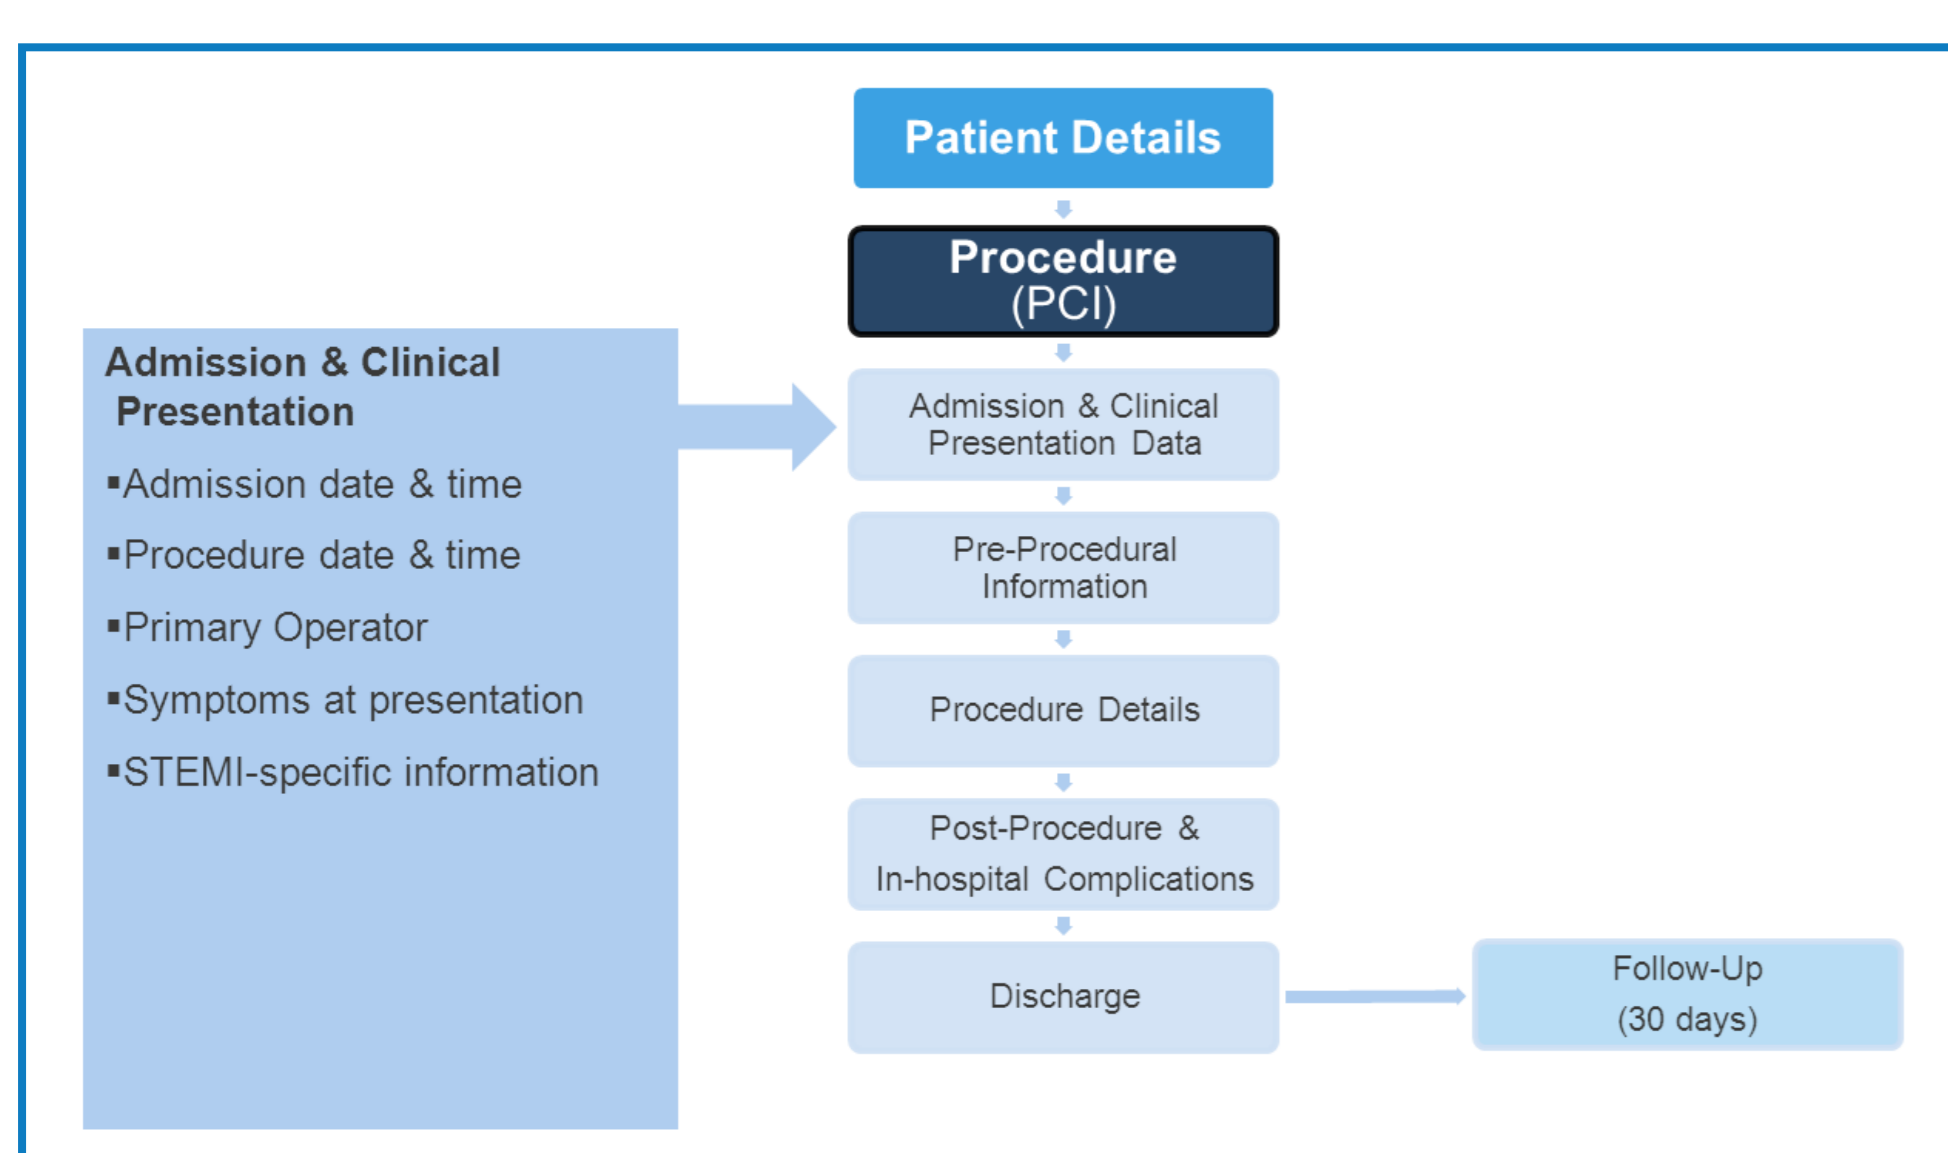 Patient Details
Procedure
(PCI)
Admission & Clinical
Presentation
▪Admission date & time
▪Procedure date & time
▪Primary Operator
▪Symptoms at presentation
▪STEMI-specific information
Admission & Clinical
Presentation Data
Pre-Procedural
Information
Procedure Details
Post-Procedure &
In-hospital Complications
Discharge
Follow-Up
(30 days)